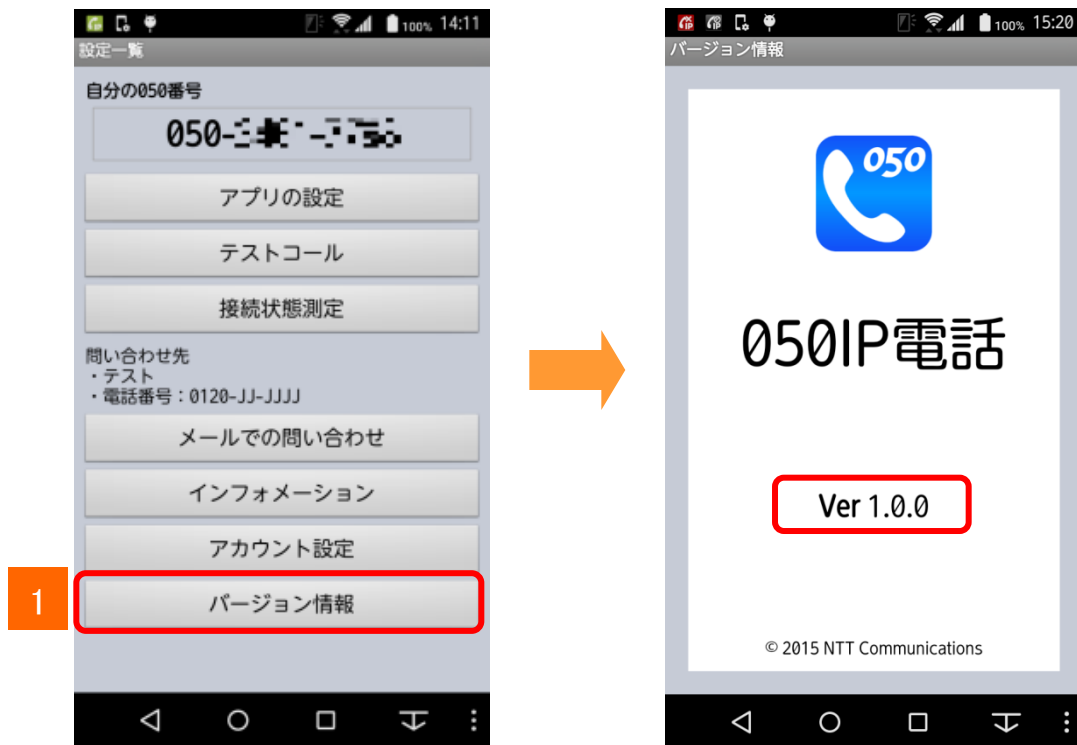 100% 14:11
設定一覧
自分の050番号
050-
アプリの設定
テストコール
接続状態測定
問い合わせ先
・テスト
・電話番号：0120-JJ-JJJJ
メールでの問い合わせ
インフォメーション
アカウント設定
1
バージョン情報
100% 15:20
バージョン情報
050
050IP電話
Ver 1.0.0
© 2015 NTT Communications